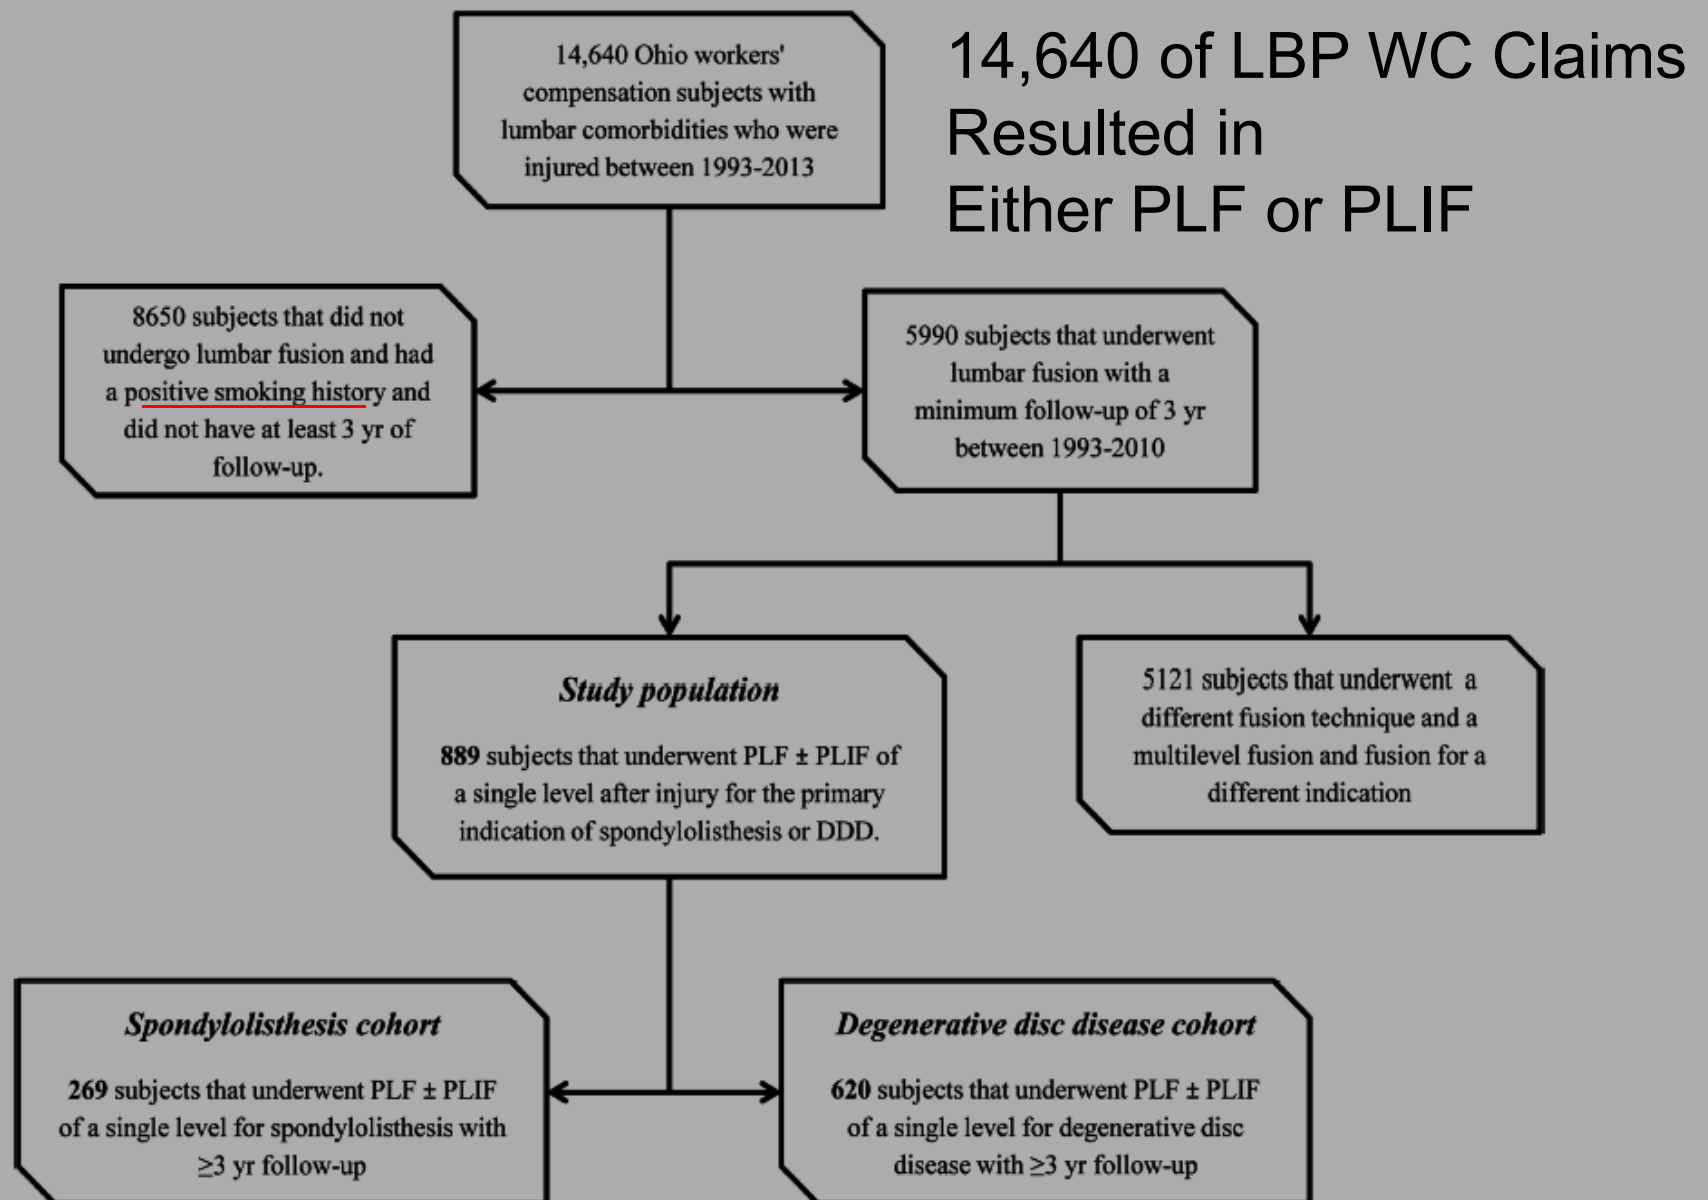 14,640 Ohio workers'
compensation subjects with
lumbar comorbidities who were
injured between 1993-2013
14,640 of LBP WC Claims
Resulted in
Either PLF or PLIF
8650 subjects that did not
undergo lumbar fusion and had
a positive smoking history and
did not have at least 3 yr of
follow-up.
5990 subjects that underwent
lumbar fusion with a
minimum follow-up of 3 yr
between 1993-2010
Study population
889 subjects that underwent PLF ± PLIF of
a single level after injury for the primary
indication of spondylolisthesis or DDD.
5121 subjects that underwent a
different fusion technique and a
multilevel fusion and fusion for a
different indication
Spondylolisthesis cohort
269 subjects that underwent PLF ± PLIF
of a single level for spondylolisthesis with
≥3 yr follow-up
Degenerative disc disease cohort
620 subjects that underwent PLF ± PLIF
of a single level for degenerative disc
disease with ≥3 yr follow-up